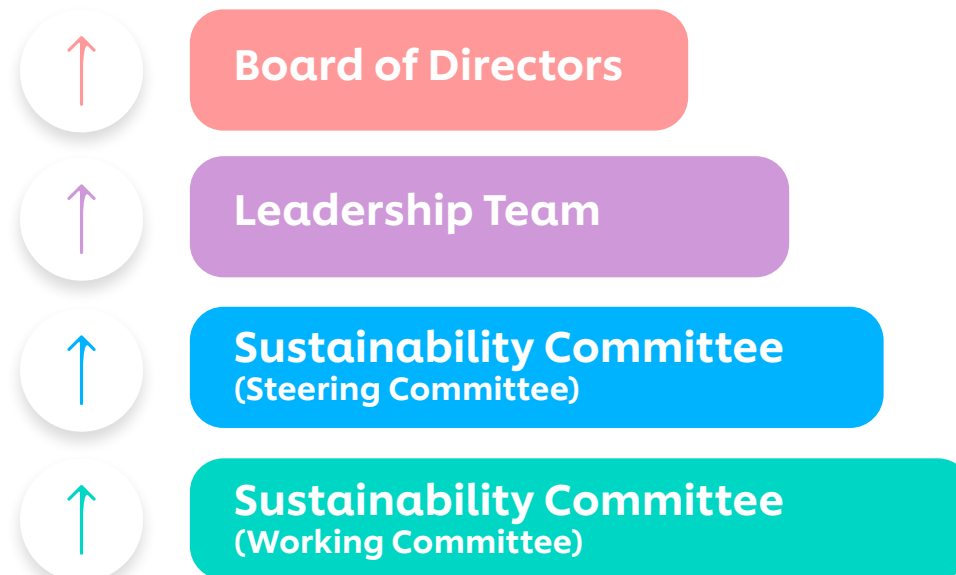 Board of Directors
Leadership Team
Sustainability Committee
(Steering Committee)
Sustainability Committee
(Working Committee)